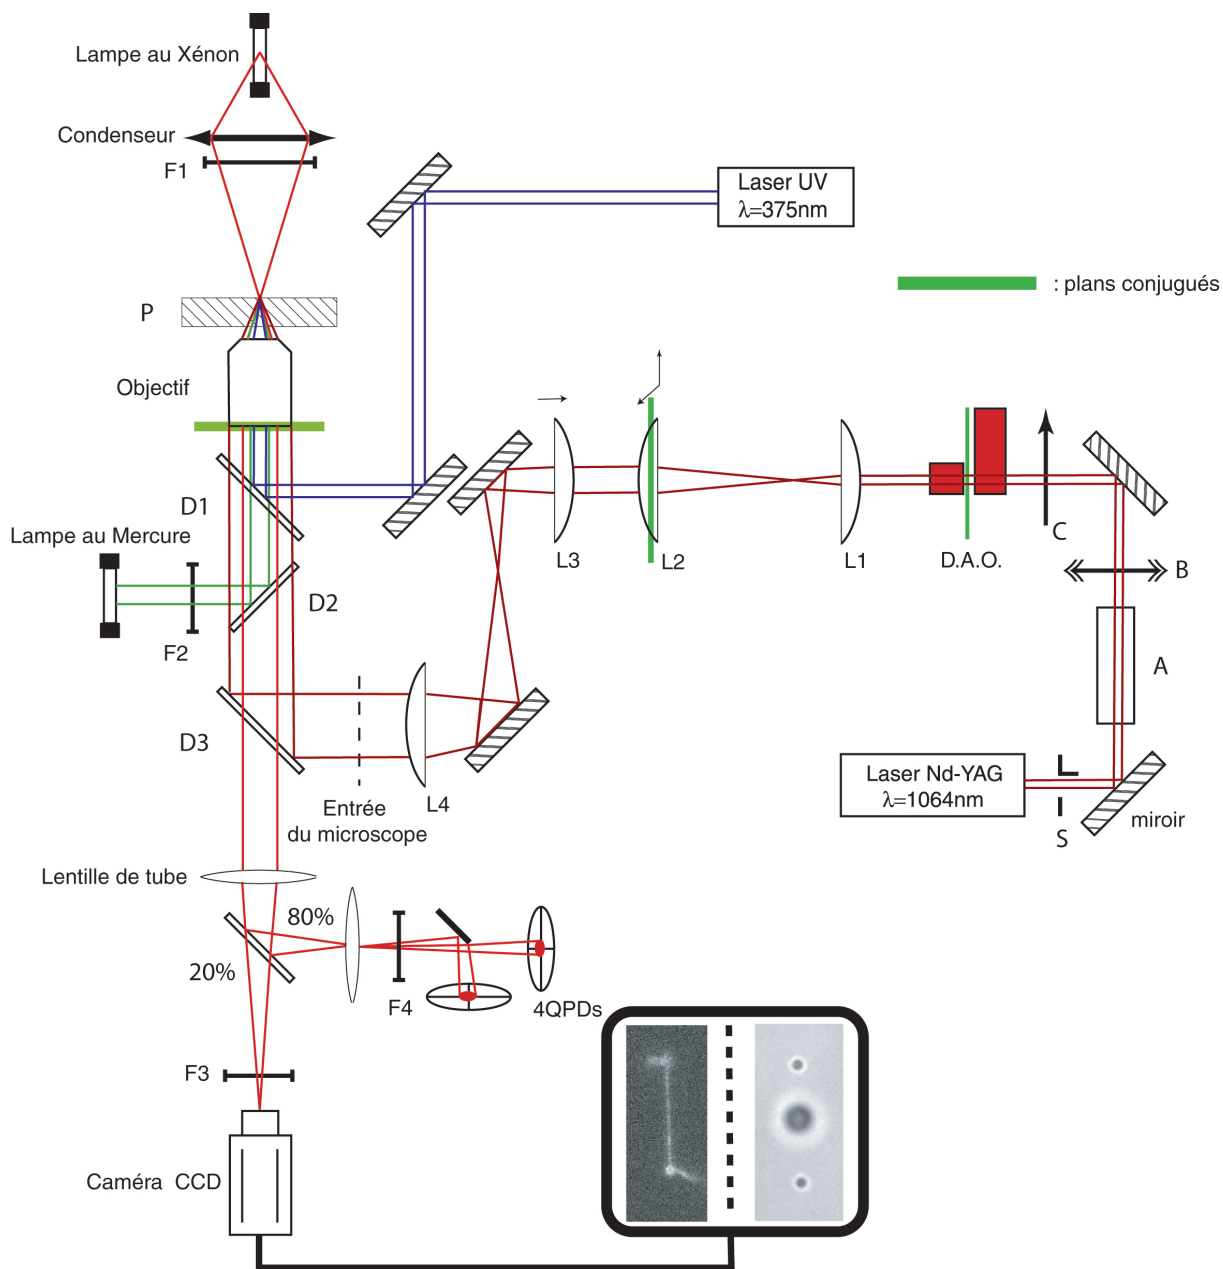 Lampe au Xénon
Condenseur
F1
Laser UV
λ=375nm
: plans conjugués
P
Objectif
D1
Lampe au Mercure
L3
L2
L1
D.A.O.
C
B
F2
D2
A
D3
Laser Nd-YAG
λ=1064nm
L4
Entrée
du microscope
S
miroir
Lentille de tube
80%
20%
F4
4QPDs
F3
Caméra CCD